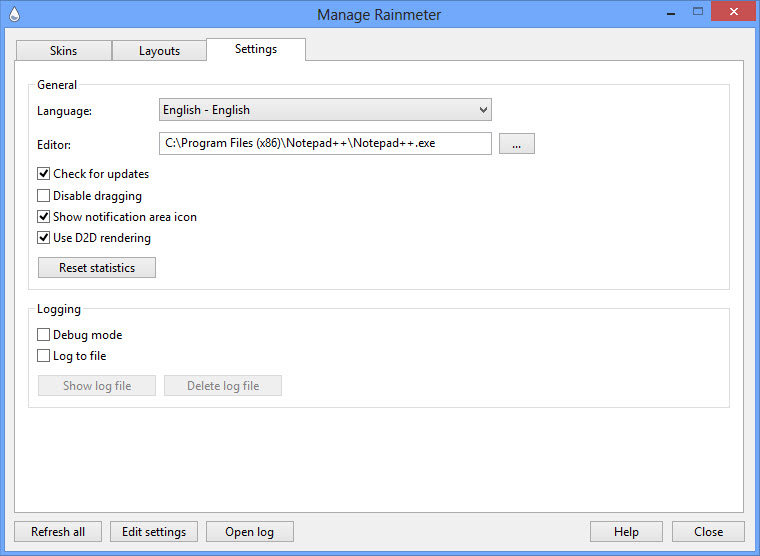 Manage Rainmeter
Skins Layouts Settings
General
Language: English - English
Editor: C:\Program Files (x86)\Notepad++\Notepad++.exe ...
Check for updates
Disable dragging
Show notification area icon
Use D2D rendering
Reset statistics
Logging
Debug mode
Log to file
Show log file Delete log file
Refresh all Edit settings Open log Help Close